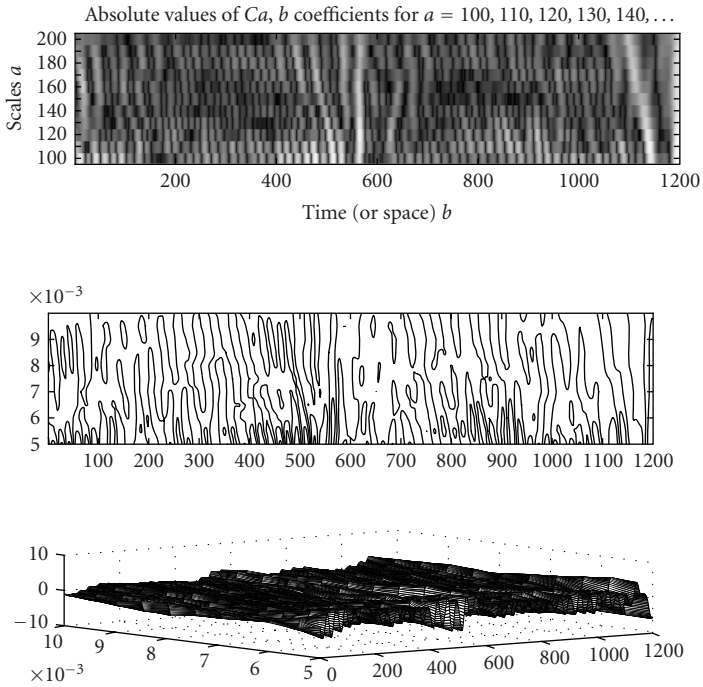 Absolute values of Ca, b coefficients for a = 100, 110, 120, 130, 140, ...
200
180
160
140
120
100
Scales a
200 400 600 800 1000 1200
Time (or space) b
×10⁻³
9
8
7
6
5
100 200 300 400 500 600 700 800 900 1000 1100 1200
10
0
−10
10 9 8 7 6 5
×10⁻³
0 200 400 600 800 1000 1200